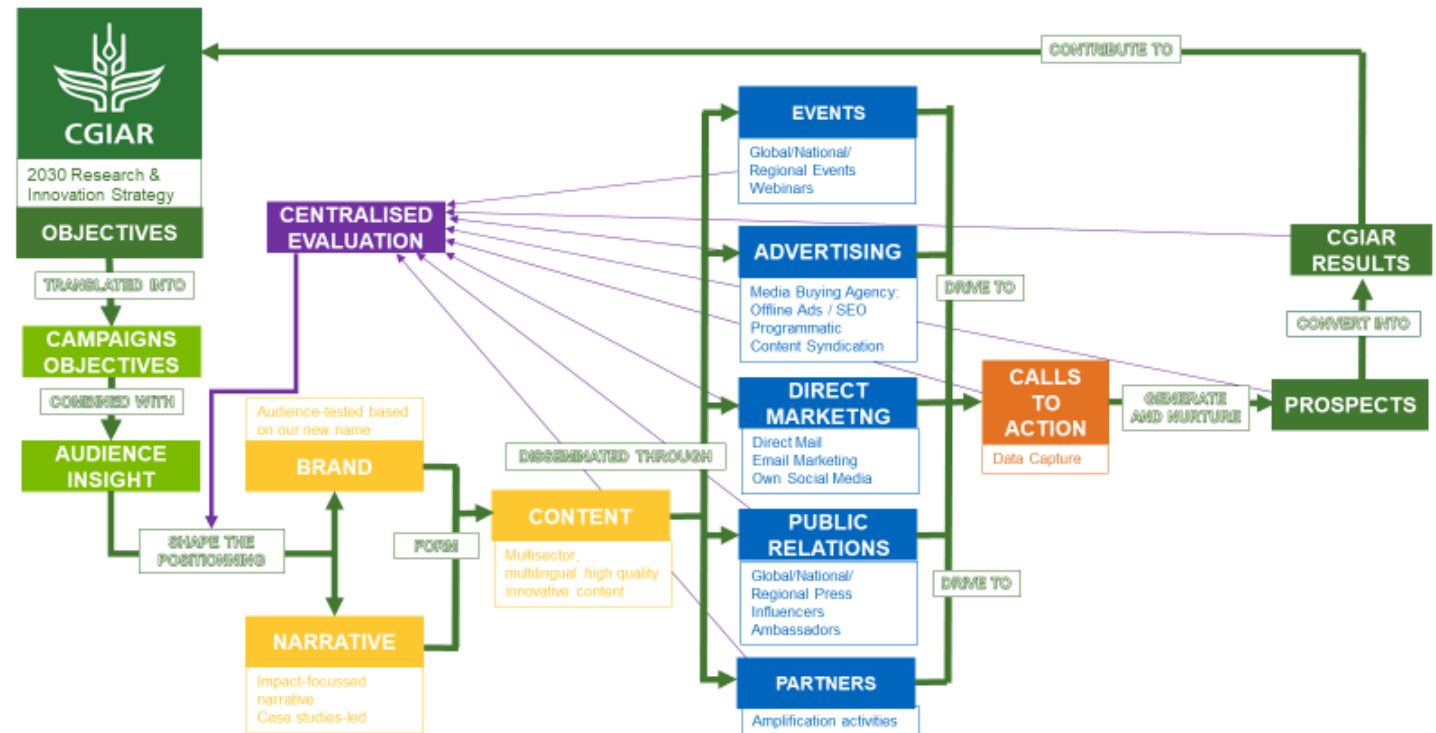 CGIAR
2030 Research &
Innovation Strategy
OBJECTIVES
TRANSLATED INTO
CAMPAIGNS
OBJECTIVES
COMBINED WITH
AUDIENCE
INSIGHT
CENTRALISED
EVALUATION
SHAPE THE
POSITIONNING
Audience-tested based
on our new name
BRAND
NARRATIVE
Impact-focussed
narrative
Case studies-led
FORM
CONTENT
Multisector,
multilingual high quality
innovative content
DISSEMINATED THROUGH
EVENTS
Global/National/
Regional Events
Webinars
ADVERTISING
Media Buying Agency:
Offline Ads / SEO
Programmatic
Content Syndication
DIRECT
MARKETNG
Direct Mail
Email Marketing
Own Social Media
PUBLIC
RELATIONS
Global/National/
Regional Press
Influencers
Ambassadors
PARTNERS
Amplification activities
DRIVE TO
DRIVE TO
CALLS
TO
ACTION
Data Capture
GENERATE
AND NURTURE
PROSPECTS
CONVERT INTO
CGIAR
RESULTS
CONTRIBUTE TO